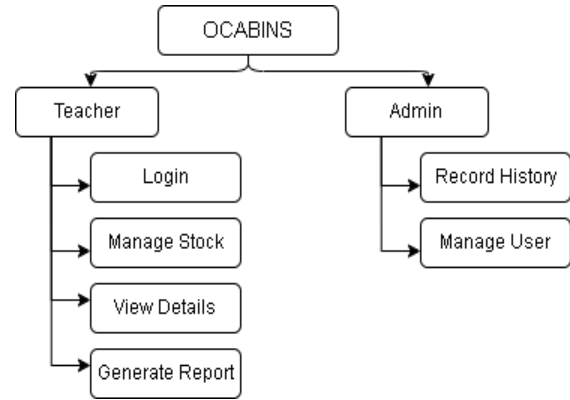 OCABINS
Teacher
Admin
Login
Manage Stock
View Details
Generate Report
Record History
Manage User